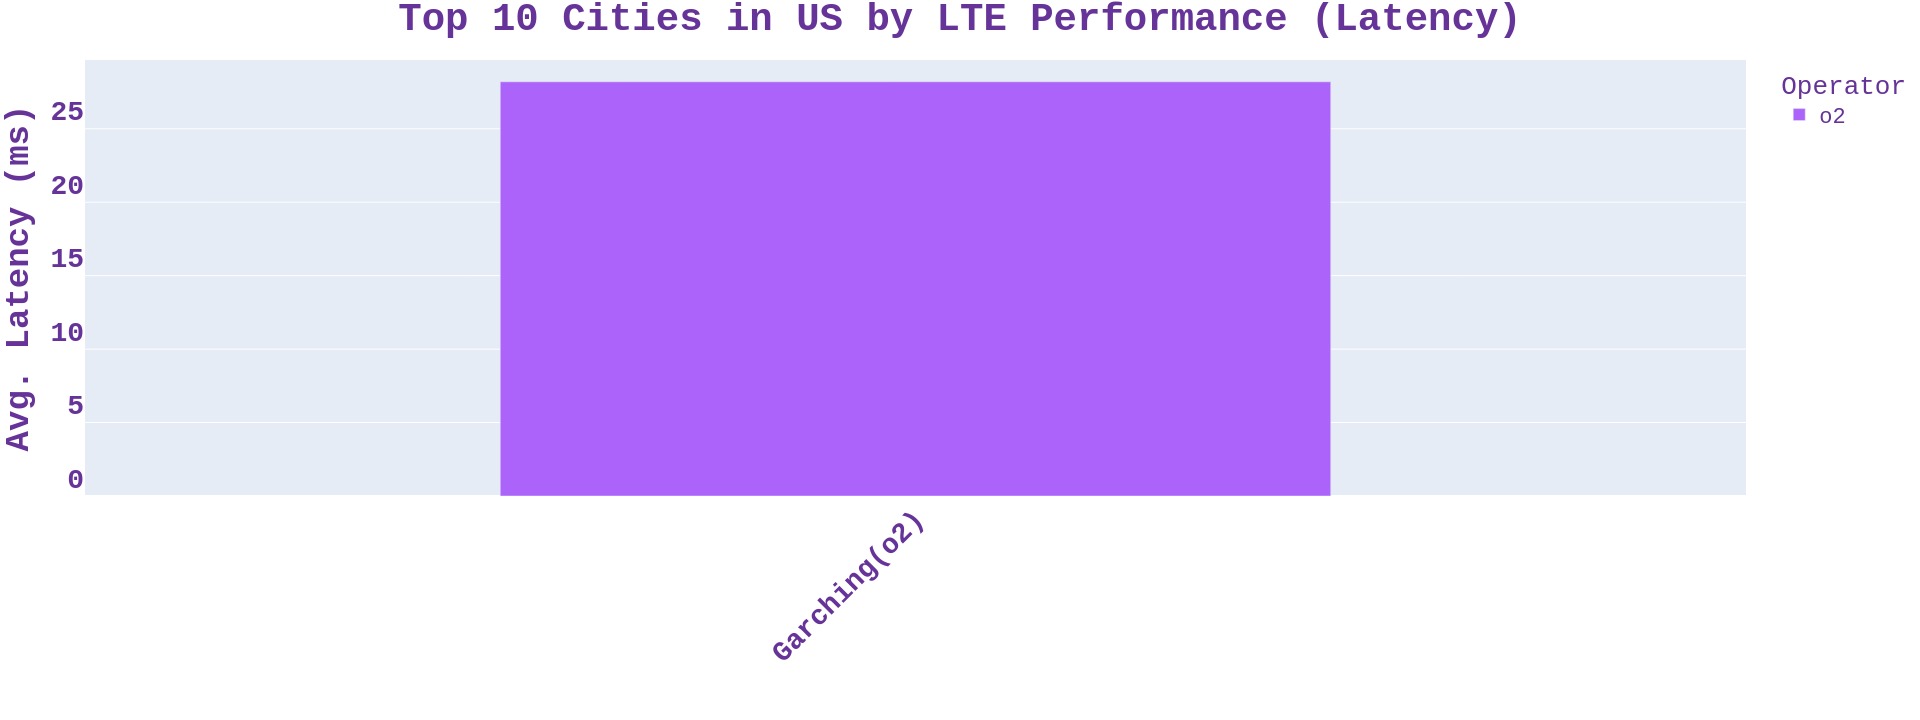 Top 10 Cities in US by LTE Performance (Latency)
Avg. Latency (ms)
25
20
15
10
5
0
Garching(o2)
Operator
o2